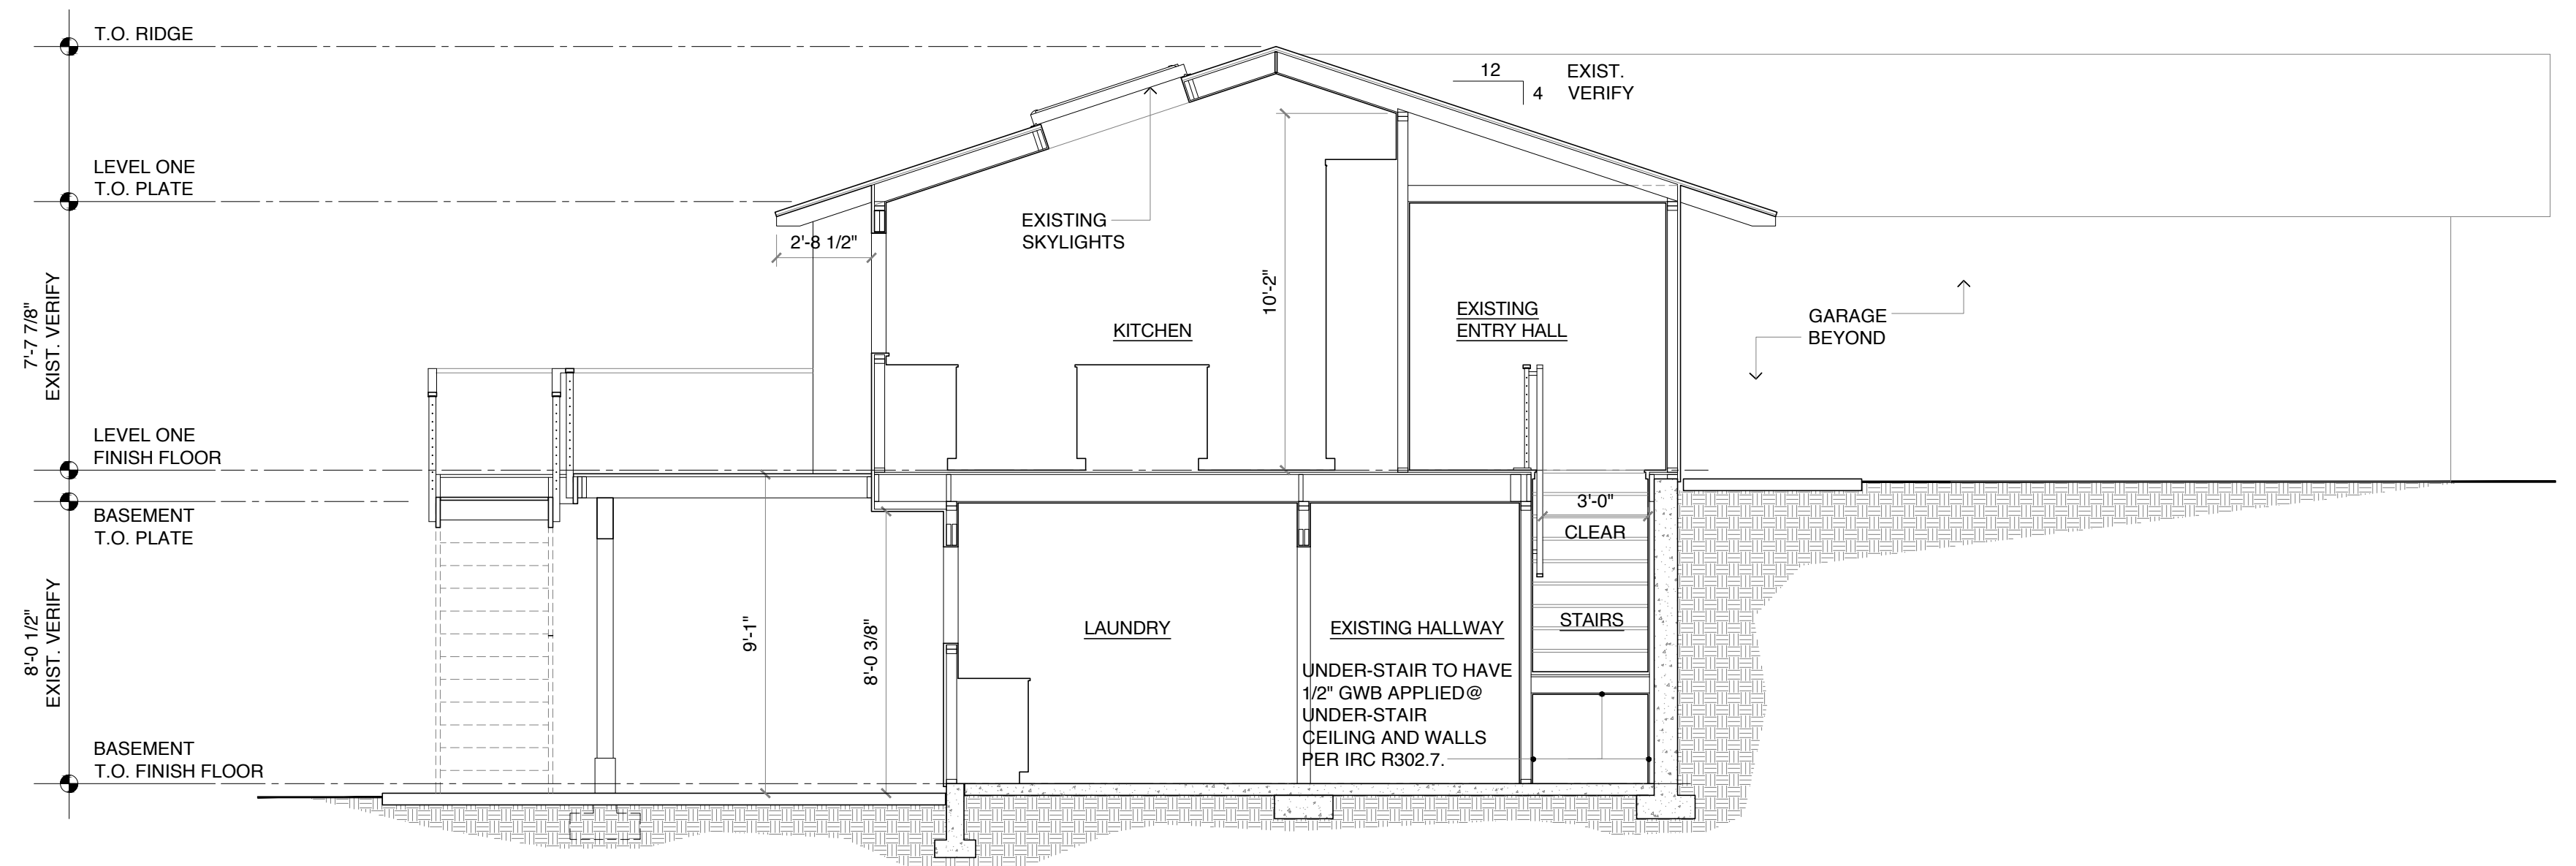 T.O. RIDGE
12
4
EXIST.
VERIFY
LEVEL ONE
T.O. PLATE
EXISTING
SKYLIGHTS
2'-8 1/2"
10'-2"
7'-7 7/8"
EXIST. VERIFY
KITCHEN
EXISTING
ENTRY HALL
GARAGE
BEYOND
LEVEL ONE
FINISH FLOOR
BASEMENT
T.O. PLATE
3'-0"
CLEAR
8'-0 1/2"
EXIST. VERIFY
9'-1"
8'-0 3/8"
LAUNDRY
EXISTING HALLWAY
STAIRS
UNDER-STAIR TO HAVE
1/2" GWB APPLIED@
UNDER-STAIR
CEILING AND WALLS
PER IRC R302.7.
BASEMENT
T.O. FINISH FLOOR